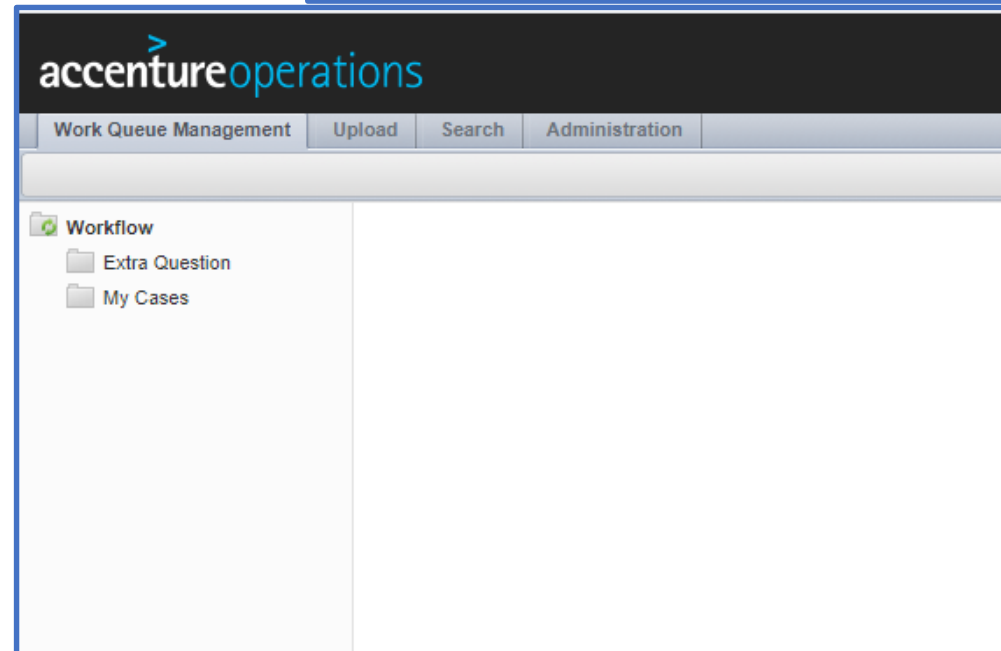 >
accentureoperations
Work Queue Management Upload Search Administration
Workflow
Extra Question
My Cases